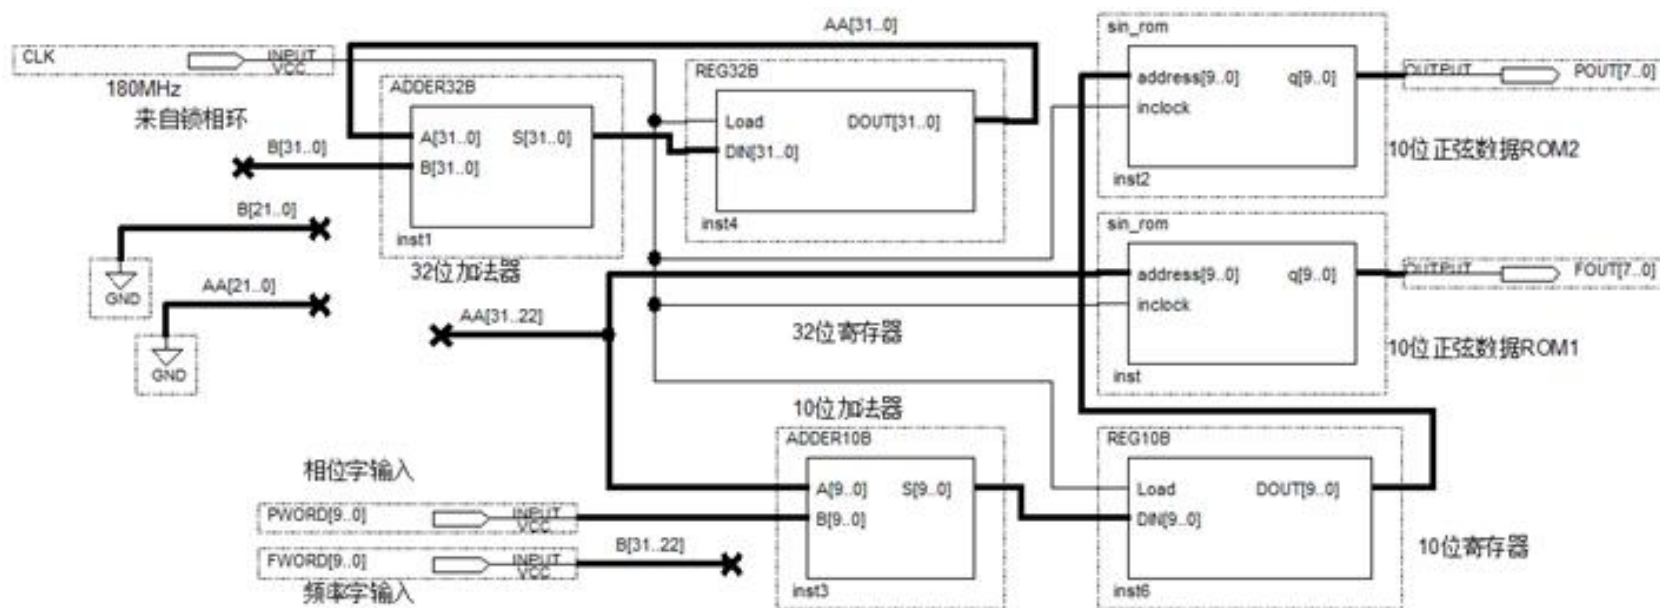 CLK
INPUT
VCC
180MHz
来自锁相环
AA[31..0]
ADDER32B
A[31..0]
S[31..0]
B[31..0]
inst1
32位加法器
B[31..0]
B[21..0]
GND
AA[21..0]
GND
REG32B
Load
DOUT[31..0]
DIN[31..0]
inst4
32位寄存器
AA[31..22]
sin_rom
address[9..0]
q[9..0]
inclock
inst2
OUTPUT
POUT[7..0]
10位正弦数据ROM2
sin_rom
address[9..0]
q[9..0]
inclock
inst
OUTPUT
FOUT[7..0]
10位正弦数据ROM1
10位加法器
ADDER10B
A[9..0]
S[9..0]
B[9..0]
inst3
相位字输入
PWORD[9..0]
INPUT
VCC
FWORD[9..0]
INPUT
VCC
B[31..22]
频率字输入
REG10B
Load
DOUT[9..0]
DIN[9..0]
inst6
10位寄存器